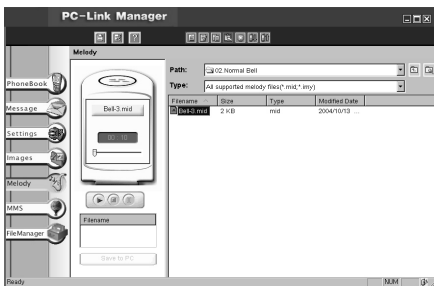 PC-Link Manager
Melody
Path: 02.Normal Bell
Type: All supported melody files(*.mid;*.imy)
Filename Size Type Modified Date
Bell-3.mid 2 KB mid 2004/10/13 ...
PhoneBook
Message
Settings
Images
Melody
MMS
FileManager
Bell-3.mid
00 : 10
Filename
Save to PC
Ready NUM